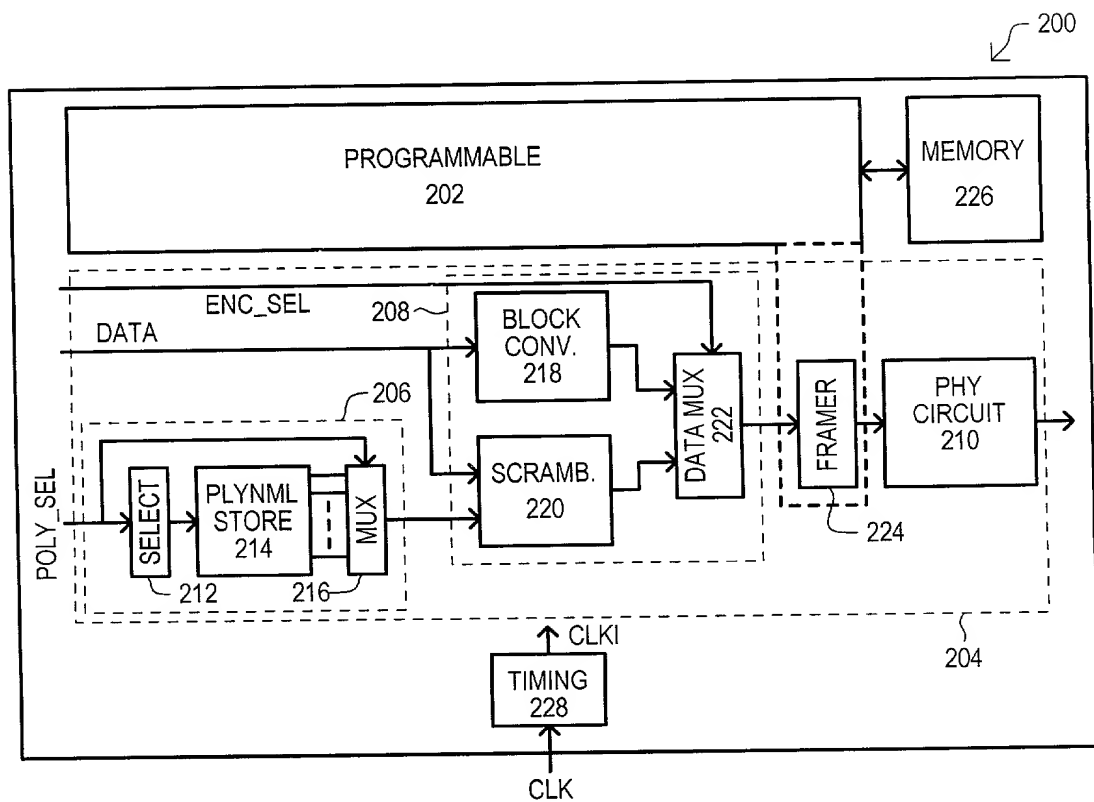 200
PROGRAMMABLE
202
MEMORY
226
ENC_SEL
DATA
208
BLOCK
CONV.
218
DATA MUX
222
FRAMER
224
PHY
CIRCUIT
210
206
POLY_SEL
SELECT
212
PLYNML
STORE
214
MUX
216
SCRAMB.
220
CLKI
204
TIMING
228
CLK